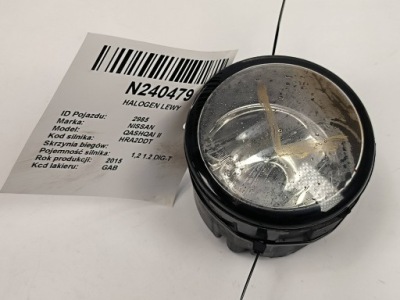 N240479
HALOGEN LEWY
ID Pojazdu: 2985
Marka: NISSAN
Model: QASHQAI II
Kod silnika: HRA2DDT
Skrzynia biegów:
Pojemność silnika: 1,2 1.2 DIG-T
Rok produkcji: 2015
Kod lakieru: GAB